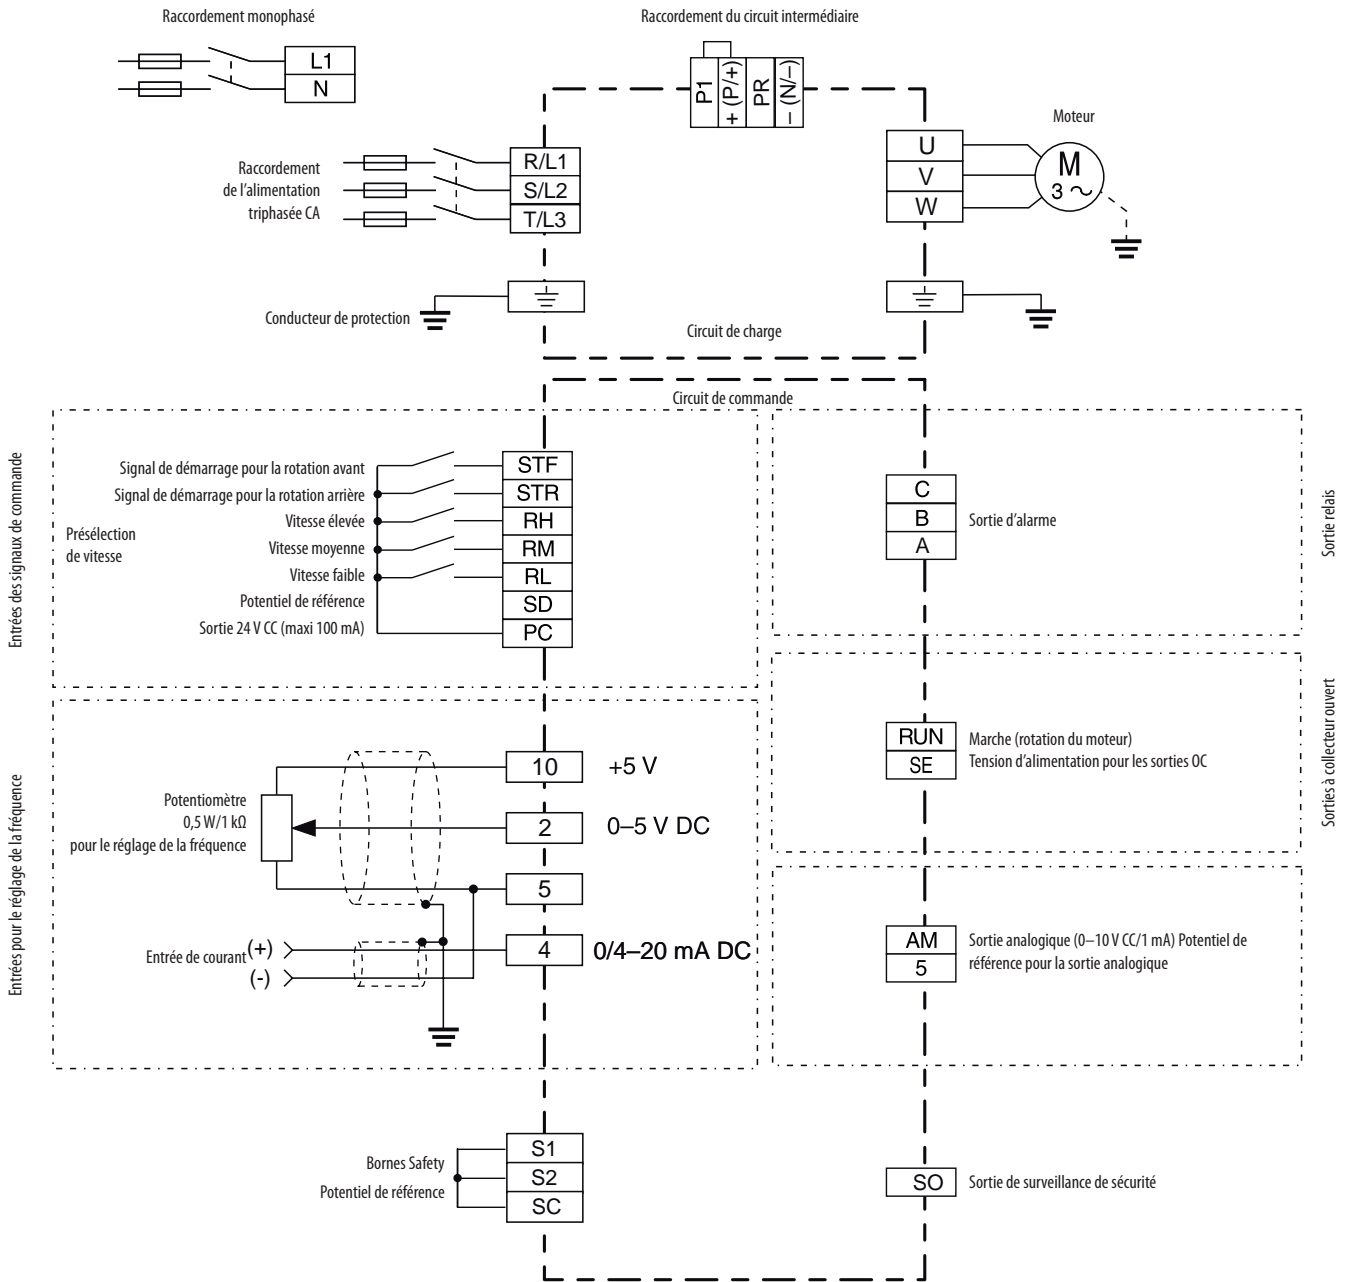 Raccordement monophasé
L1
N
Raccordement du circuit intermédiaire
P1
+ (P/+)
PR
– (N/–)
Raccordement
de l'alimentation
triphasée CA
R/L1
S/L2
T/L3
U
V
W
Moteur
M
3 ~
Conducteur de protection
Circuit de charge
Circuit de commande
Entrées des signaux de commande
Présélection
de vitesse
Signal de démarrage pour la rotation avant
STF
Signal de démarrage pour la rotation arrière
STR
Vitesse élevée
RH
Vitesse moyenne
RM
Vitesse faible
RL
Potentiel de référence
SD
Sortie 24 V CC (maxi 100 mA)
PC
C
B
A
Sortie d'alarme
Sortie relais
RUN
SE
Marche (rotation du moteur)
Tension d'alimentation pour les sorties OC
Sorties à collecteur ouvert
Entrées pour le réglage de la fréquence
Potentiomètre
0,5 W/1 kΩ
pour le réglage de la fréquence
10
+5 V
2
0–5 V DC
5
Entrée de courant
(+)
(-)
4
0/4–20 mA DC
AM
5
Sortie analogique (0–10 V CC/1 mA) Potentiel de
référence pour la sortie analogique
Bornes Safety
Potentiel de référence
S1
S2
SC
SO
Sortie de surveillance de sécurité